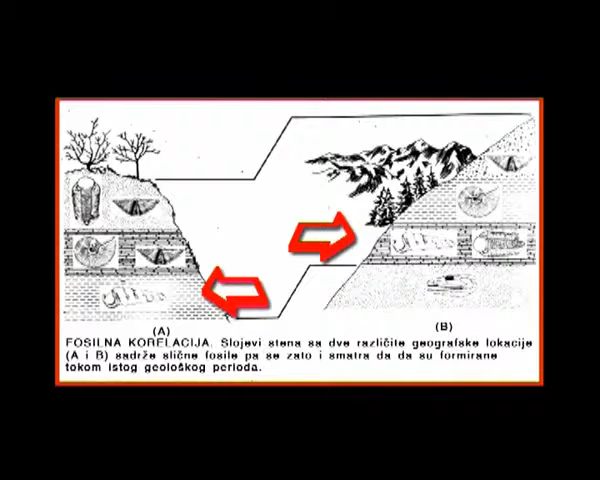 (A)
(B)
FOSILNA KORELACIJA. Slojevi stena sa dve različite geografske lokacije
(A i B) sadrže slične fosile pa se zato i smatra da da su formirane
tokom istog geološkog perioda.